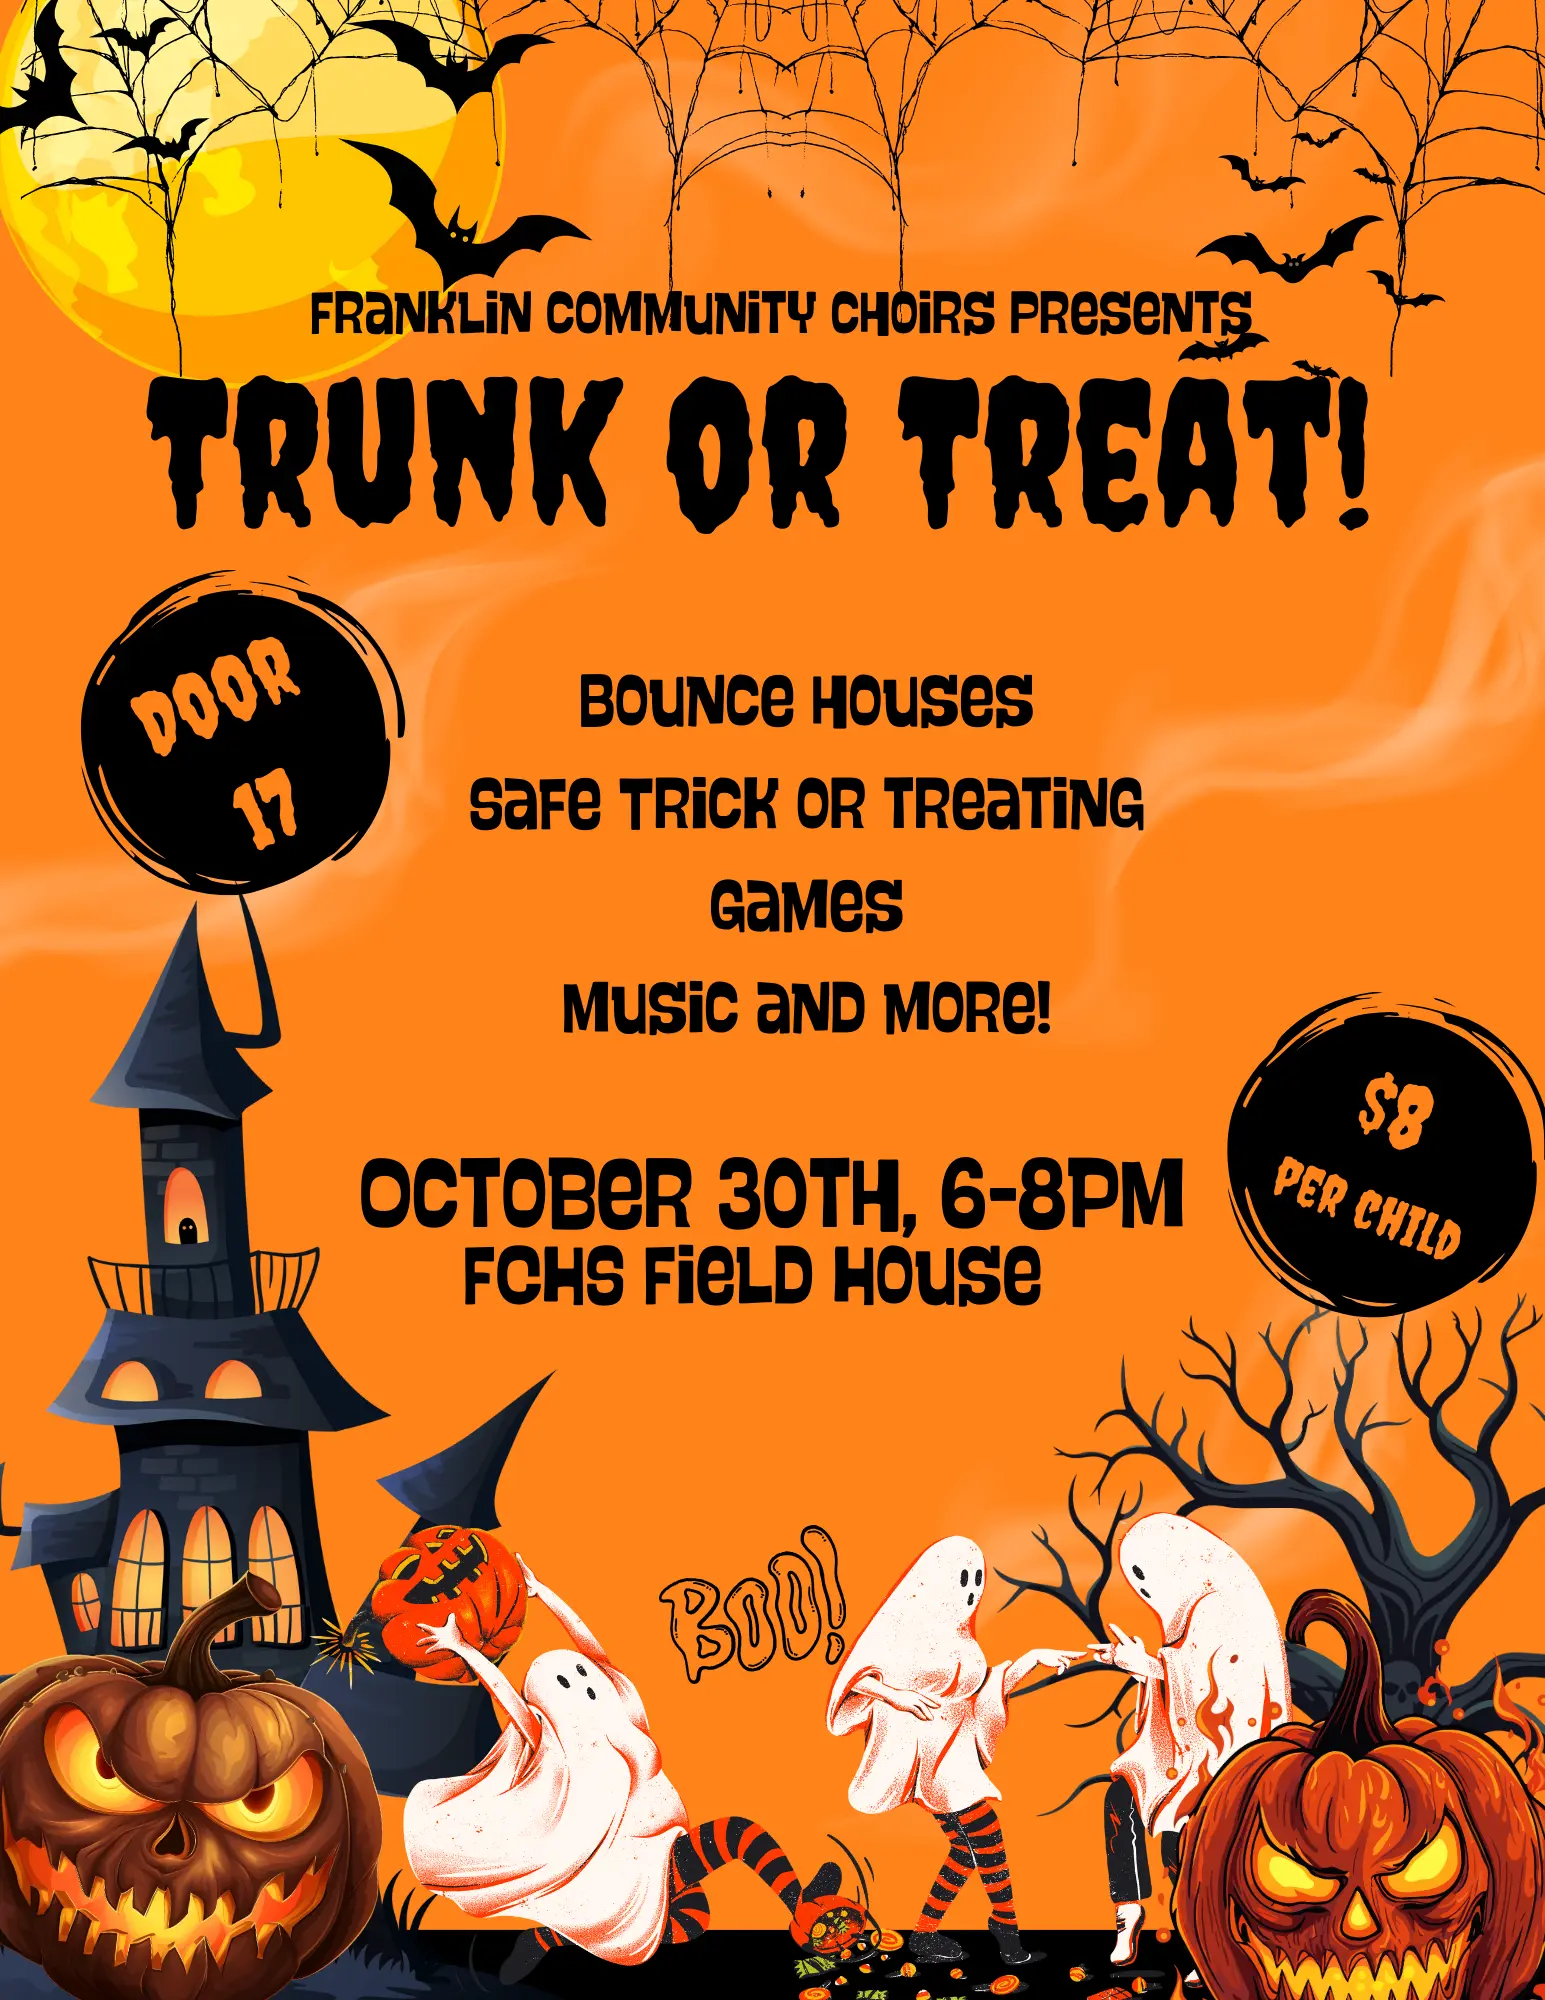 FRANKLIN COMMUNITY CHOIRS PRESENTS
TRUNK OR TREAT!
DOOR
17
BOUNCE HOUSES
SAFE TRICK OR TREATING
GAMES
MUSIC AND MORE!
$8
PER CHILD
OCTOBER 30TH, 6-8PM
FCHS FIELD HOUSE
BOO!